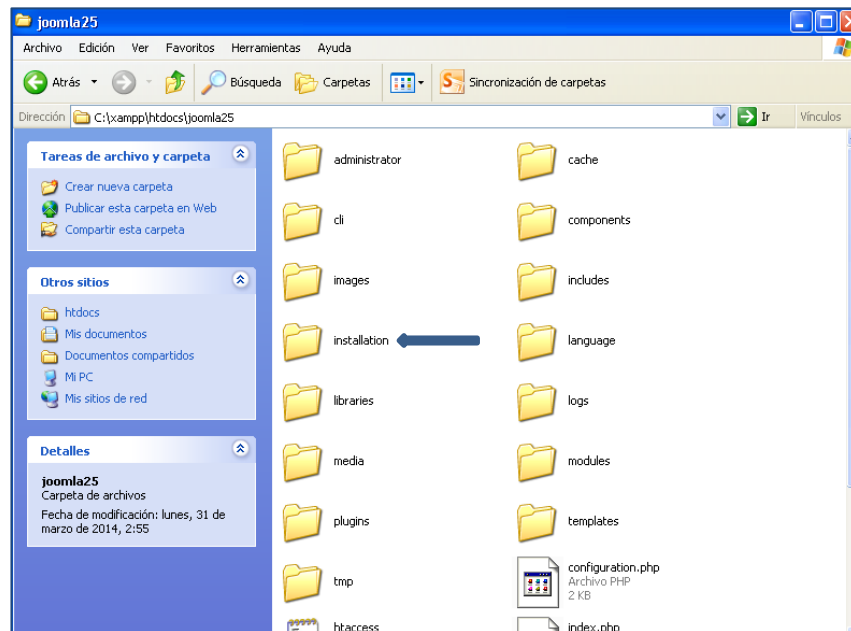 joomla25
Archivo Edición Ver Favoritos Herramientas Ayuda
Atrás Búsqueda Carpetas Sincronización de carpetas
Dirección C:\xampp\htdocs\joomla25 Ir Vínculos
Tareas de archivo y carpeta
Crear nueva carpeta
Publicar esta carpeta en Web
Compartir esta carpeta
Otros sitios
htdocs
Mis documentos
Documentos compartidos
Mi PC
Mis sitios de red
Detalles
joomla25
Carpeta de archivos
Fecha de modificación: lunes, 31 de
marzo de 2014, 2:55
administrator cache
cli components
images includes
installation language
libraries logs
media modules
plugins templates
tmp configuration.php
Archivo PHP
2 KB
htaccess index.php